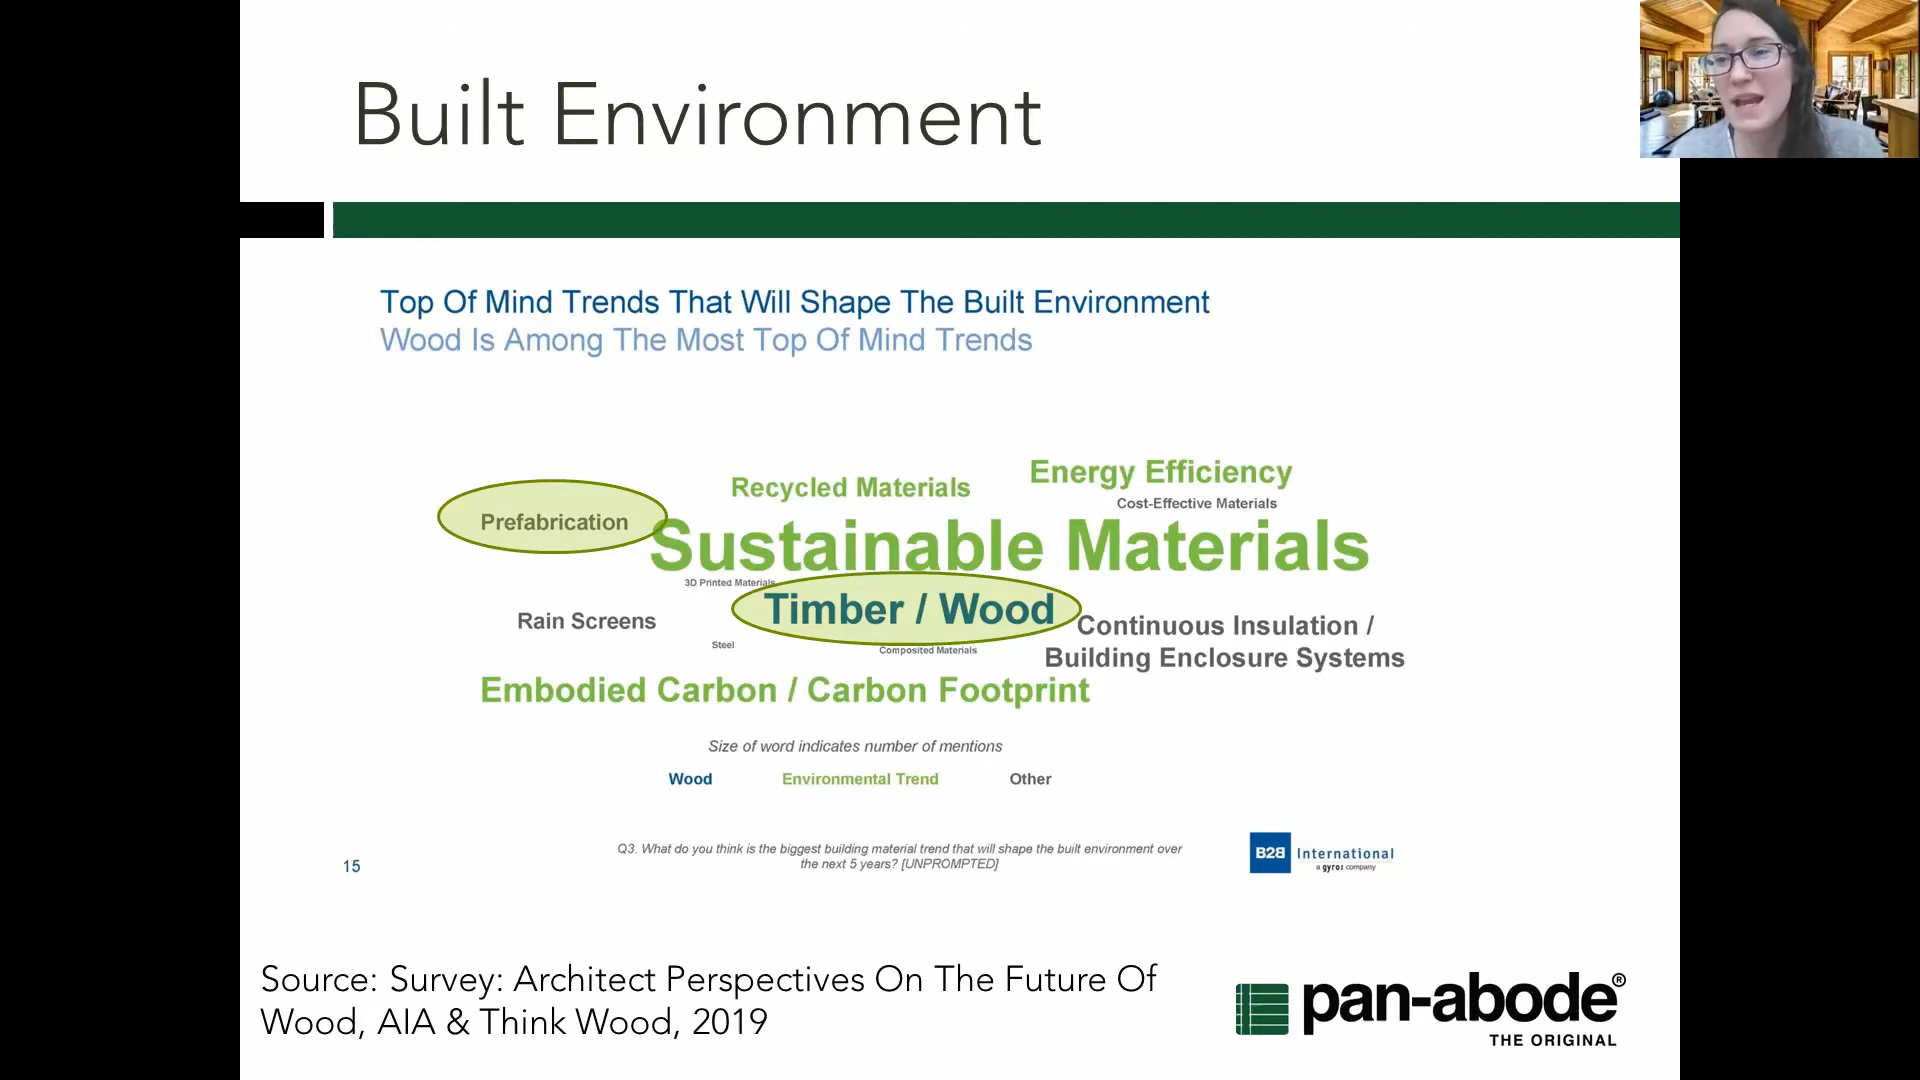 Built Environment
Top Of Mind Trends That Will Shape The Built Environment
Wood Is Among The Most Top Of Mind Trends
Energy Efficiency
Recycled Materials
Cost-Effective Materials
Prefabrication
Sustainable Materials
3D Printed Materials
Timber / Wood
Rain Screens
Continuous Insulation /
Building Enclosure Systems
Steel
Composited Materials
Embodied Carbon / Carbon Footprint
Size of word indicates number of mentions
Wood Environmental Trend Other
Q3. What do you think is the biggest building material trend that will shape the built environment over
the next 5 years? [UNPROMPTED]
B2B International
a gyro: company
15
Source: Survey: Architect Perspectives On The Future Of
Wood, AIA & Think Wood, 2019
pan-abode®
THE ORIGINAL